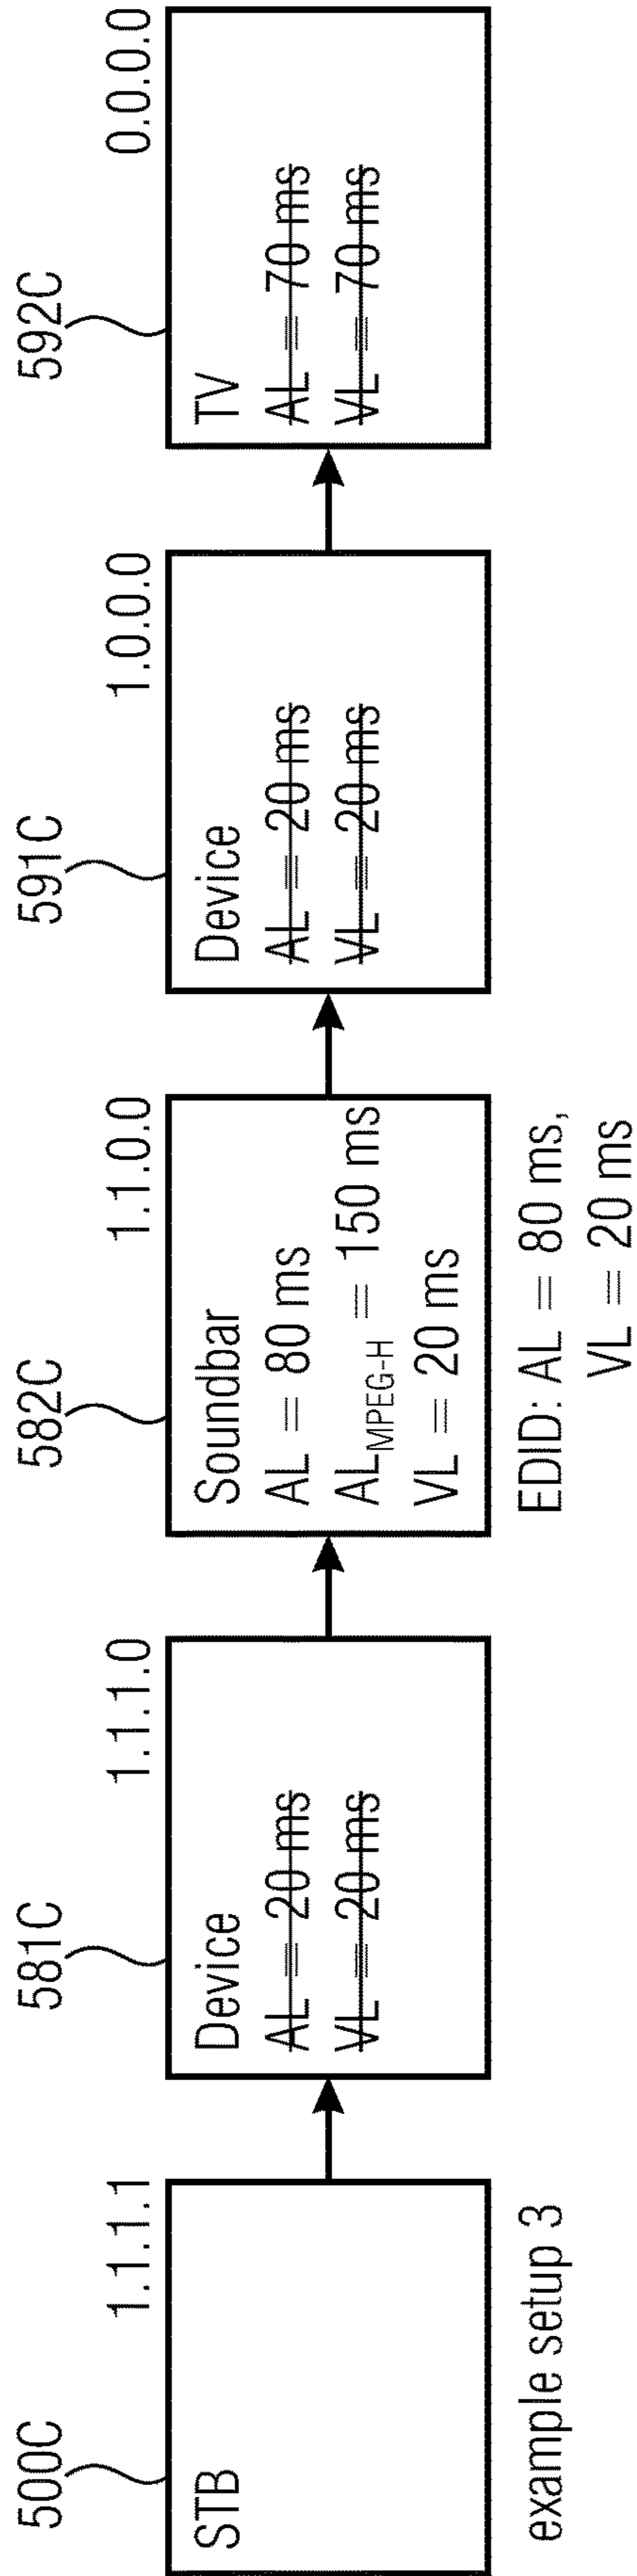 500C
1.1.1.1
STB
example setup 3
581C
1.1.1.0
Device
AL = 20 ms
VL = 20 ms
582C
1.1.0.0
Soundbar
AL = 80 ms
ALMPEG-H = 150 ms
VL = 20 ms
EDID: AL = 80 ms,
VL = 20 ms
591C
1.0.0.0
Device
AL = 20 ms
VL = 20 ms
592C
0.0.0.0
TV
AL = 70 ms
VL = 70 ms